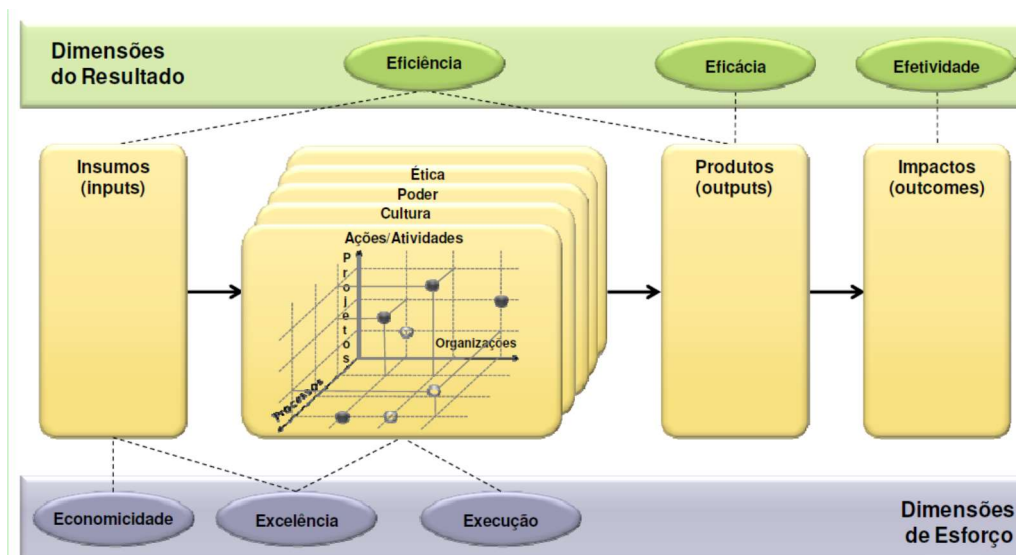 Dimensões
do Resultado
Eficiência
Eficácia
Efetividade
Insumos
(inputs)
Ética
Poder
Cultura
Ações/Atividades
Projetos
Organizações
Processos
Produtos
(outputs)
Impactos
(outcomes)
Economicidade
Excelência
Execução
Dimensões
de Esforço